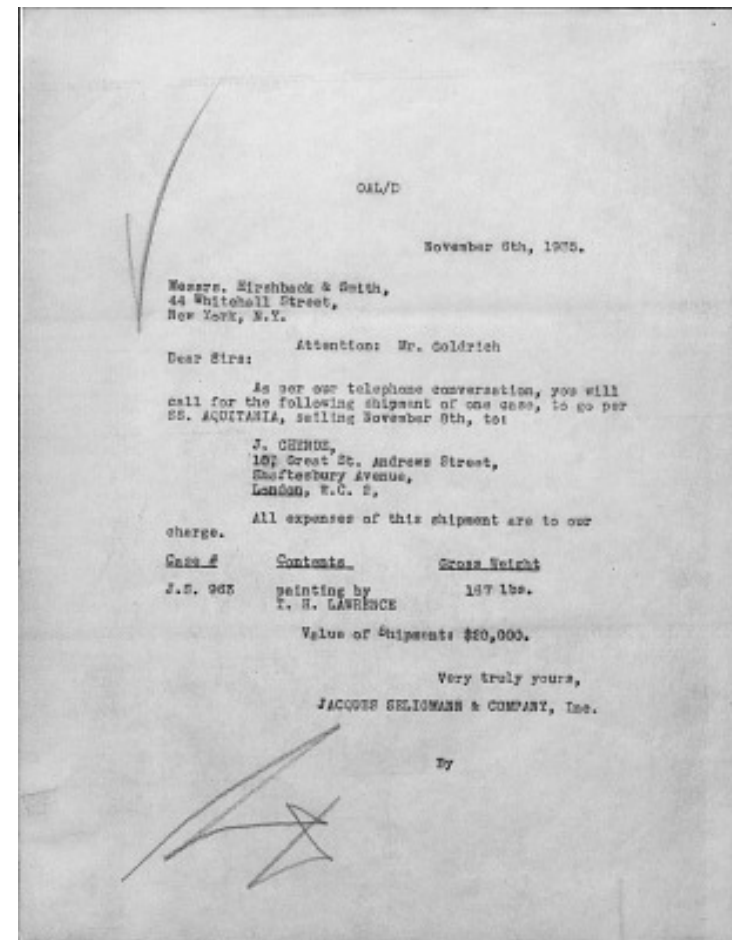 OAL/D
November 6th, 1935.
Messrs. Hirshback & Smith,
44 Whitehall Street,
New York, N.Y.
Attention: Mr. Goldrich
Dear Sirs:
As per our telephone conversation, you will
call for the following shipment of one case, to go per
SS. AQUITANIA, sailing November 8th, to:
J. CHENUE,
Great St. Andrews Street,
Shaftesbury Avenue,
London, W.C. 2,
All expenses of this shipment are to our
charge.
Case # Contents Gross Weight
J.S. painting by lbs.
T. H. LAWRENCE
Value of Shipment: $20,000.
Very truly yours,
JACQUES SELIGMANN & COMPANY, Inc.
By